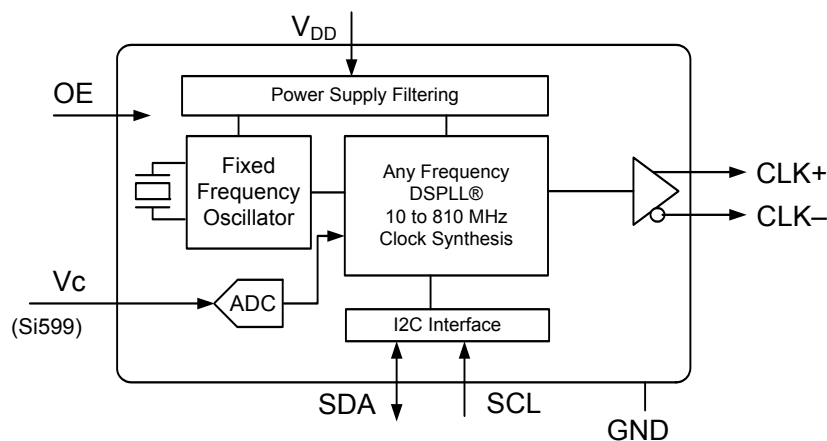 VDD
Power Supply Filtering
OE
Fixed
Frequency
Oscillator
Any Frequency
DSPLL®
10 to 810 MHz
Clock Synthesis
CLK+
CLK–
Vc
(Si599)
ADC
I2C Interface
SDA
SCL
GND